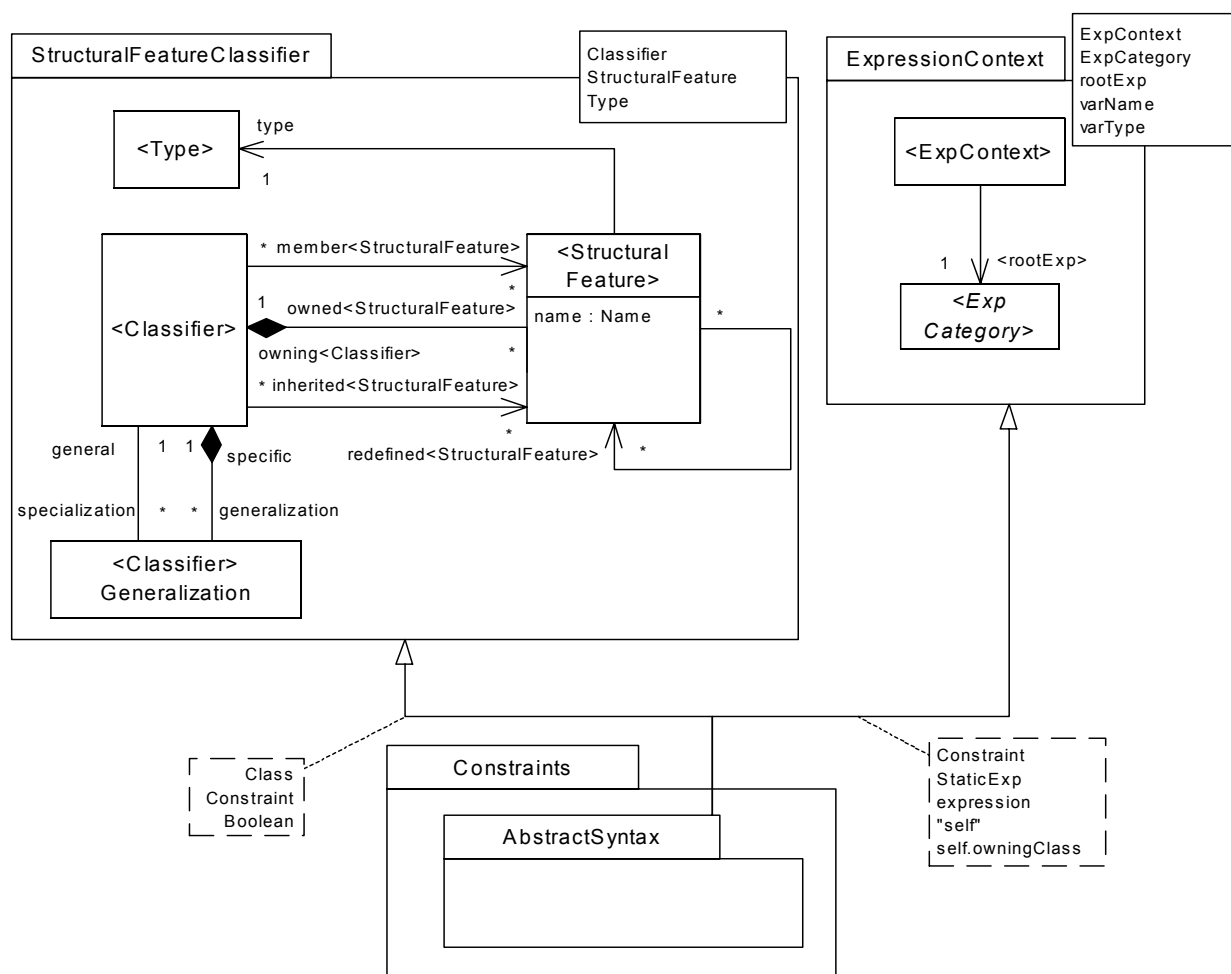 StructuralFeatureClassifier
Classifier
StructuralFeature
Type
<Type>
type
1
<Classifier>
* member<StructuralFeature>
*
1 owned<StructuralFeature>
owning<Classifier>
*
* inherited<StructuralFeature>
*
<Structural
Feature>
name : Name
*
redefined<StructuralFeature>
*
general
1
1
specific
specialization
*
*
generalization
<Classifier>
Generalization
ExpressionContext
ExpContext
ExpCategory
rootExp
varName
varType
<ExpContext>
1
<rootExp>
<Exp
Category>
Class
Constraint
Boolean
Constraints
AbstractSyntax
Constraint
StaticExp
expression
"self"
self.owningClass